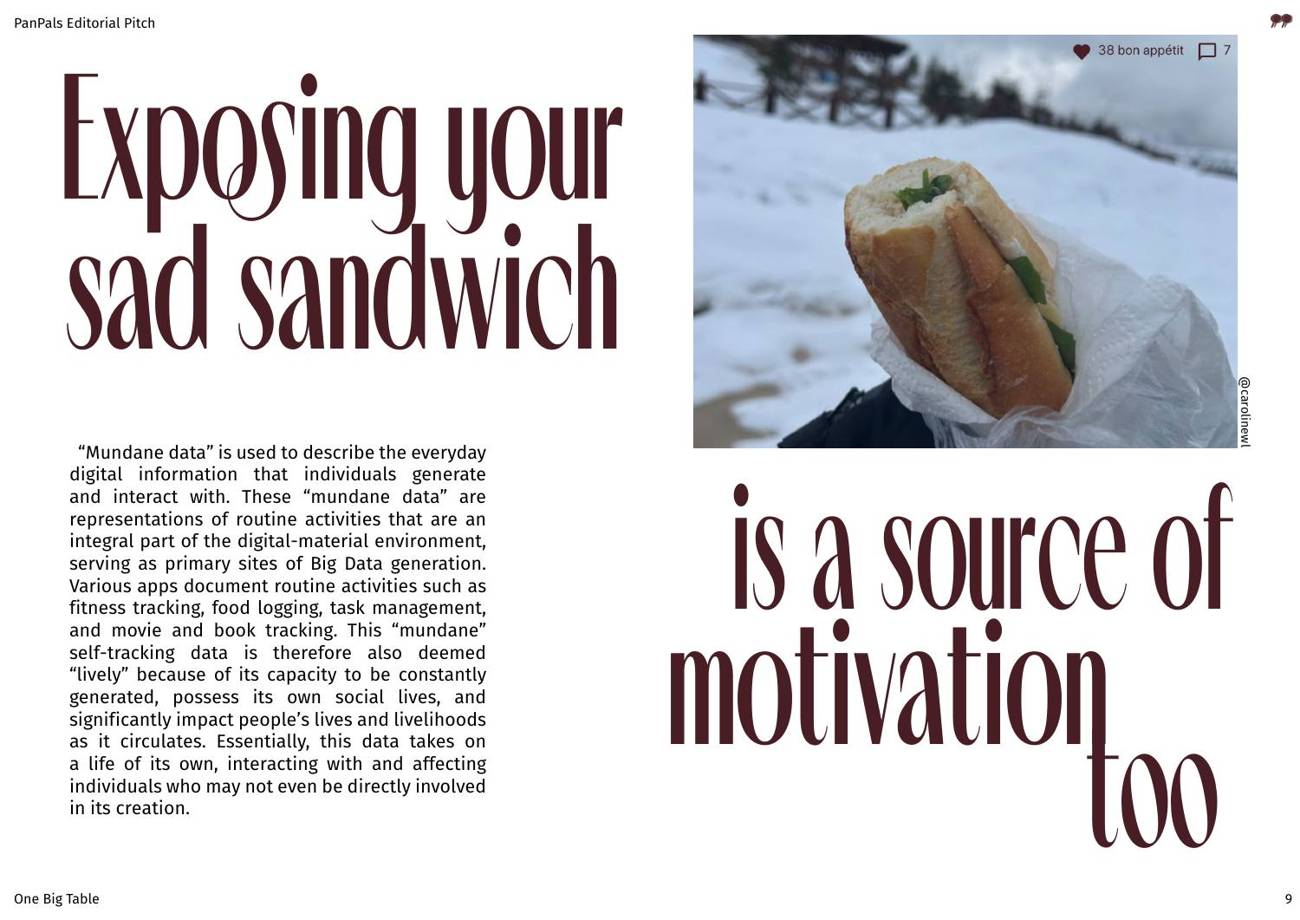 PanPals Editorial Pitch
Exposing your
sad sandwich
“Mundane data” is used to describe the everyday
digital information that individuals generate
and interact with. These “mundane data” are
representations of routine activities that are an
integral part of the digital-material environment,
serving as primary sites of Big Data generation.
Various apps document routine activities such as
fitness tracking, food logging, task management,
and movie and book tracking. This “mundane”
self-tracking data is therefore also deemed
“lively” because of its capacity to be constantly
generated, possess its own social lives, and
significantly impact people’s lives and livelihoods
as it circulates. Essentially, this data takes on
a life of its own, interacting with and affecting
individuals who may not even be directly involved
in its creation.
38 bon appétit 7
@carolinewl
is a source of
motivation
too
One Big Table
9